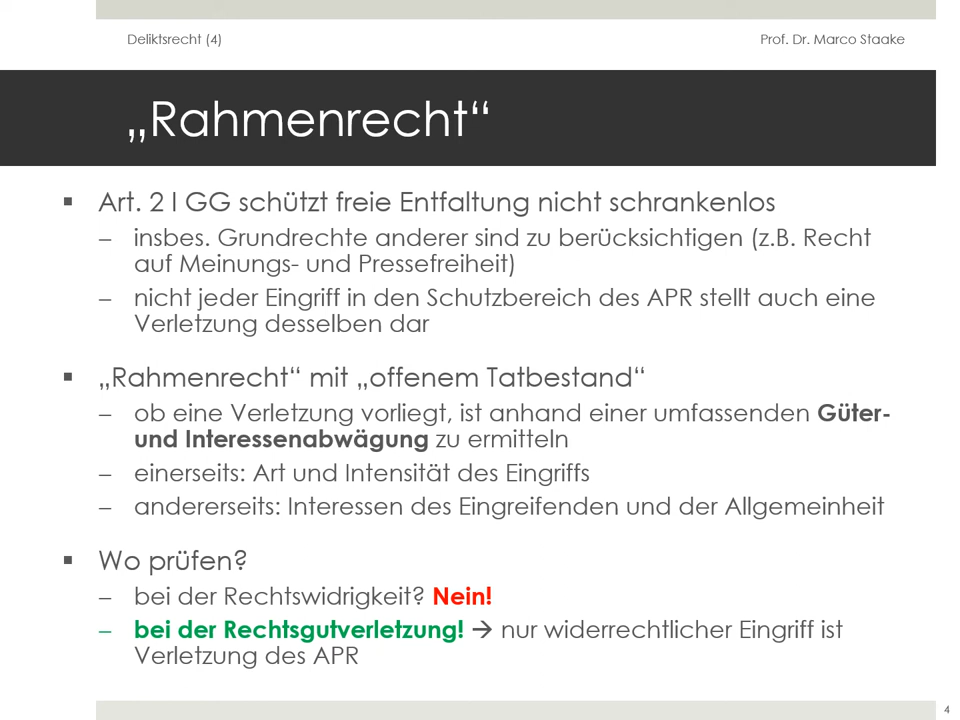 Deliktsrecht (4)
Prof. Dr. Marco Staake
„Rahmenrecht“
▪ Art. 2 I GG schützt freie Entfaltung nicht schrankenlos
– insbes. Grundrechte anderer sind zu berücksichtigen (z.B. Recht
auf Meinungs- und Pressefreiheit)
– nicht jeder Eingriff in den Schutzbereich des APR stellt auch eine
Verletzung desselben dar
▪ „Rahmenrecht“ mit „offenem Tatbestand“
– ob eine Verletzung vorliegt, ist anhand einer umfassenden Güter-
und Interessenabwägung zu ermitteln
– einerseits: Art und Intensität des Eingriffs
– andererseits: Interessen des Eingreifenden und der Allgemeinheit
▪ Wo prüfen?
– bei der Rechtswidrigkeit? Nein!
– bei der Rechtsgutverletzung! → nur widerrechtlicher Eingriff ist
Verletzung des APR
4